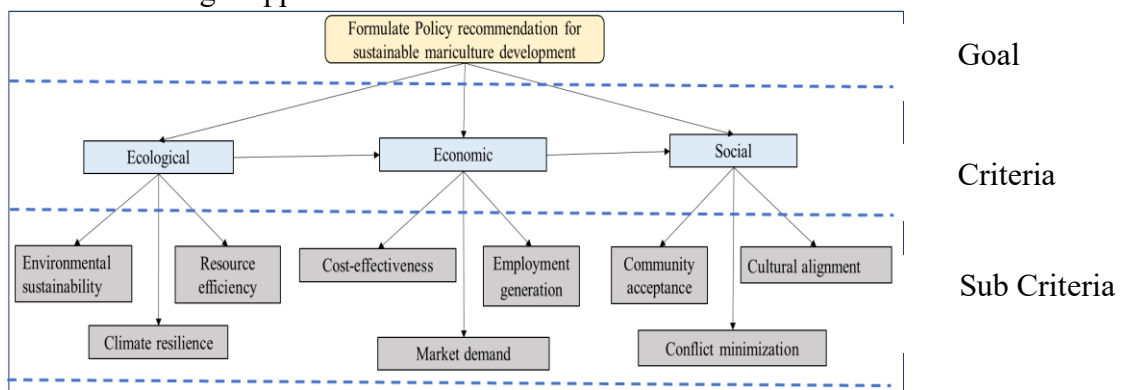 Formulate Policy recommendation for
sustainable mariculture development
Goal
Ecological
Economic
Social
Criteria
Environmental
sustainability
Resource
efficiency
Cost-effectiveness
Employment
generation
Community
acceptance
Cultural alignment
Sub Criteria
Climate resilience
Market demand
Conflict minimization